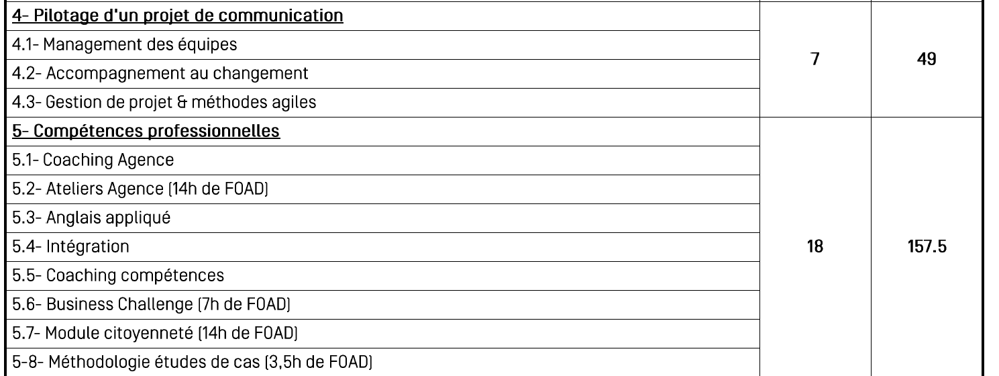 4- Pilotage d'un projet de communication
4.1- Management des équipes
7
49
4.2- Accompagnement au changement
4.3- Gestion de projet & méthodes agiles
5- Compétences professionnelles
5.1- Coaching Agence
5.2- Ateliers Agence (14h de FOAD)
5.3- Anglais appliqué
5.4- Intégration
18
157.5
5.5- Coaching compétences
5.6- Business Challenge (7h de FOAD)
5.7- Module citoyenneté (14h de FOAD)
5-8- Méthodologie études de cas (3,5h de FOAD)